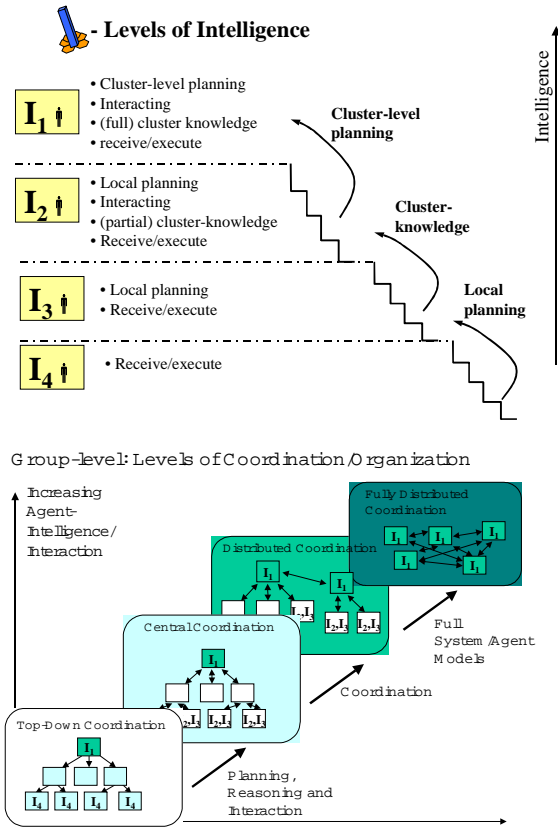 - Levels of Intelligence
Intelligence
I1
• Cluster-level planning
• Interacting
• (full) cluster knowledge
• receive/execute
Cluster-level
planning
I2
• Local planning
• Interacting
• (partial) cluster-knowledge
• Receive/execute
Cluster-
knowledge
I3
• Local planning
• Receive/execute
Local
planning
I4
• Receive/execute
Group-level: Levels of Coordination/Organization
Increasing
Agent-
Intelligence/
Interaction
Fully Distributed
Coordination
I1 I1 I1
I1 I1
Distributed Coordination
I1 I1
I2,I3 I2,I3
Full
System/Agent
Models
Central Coordination
I1
I2,I3 I2,I3
Coordination
Top-Down Coordination
I1
I4 I4 I4 I4
Planning,
Reasoning and
Interaction